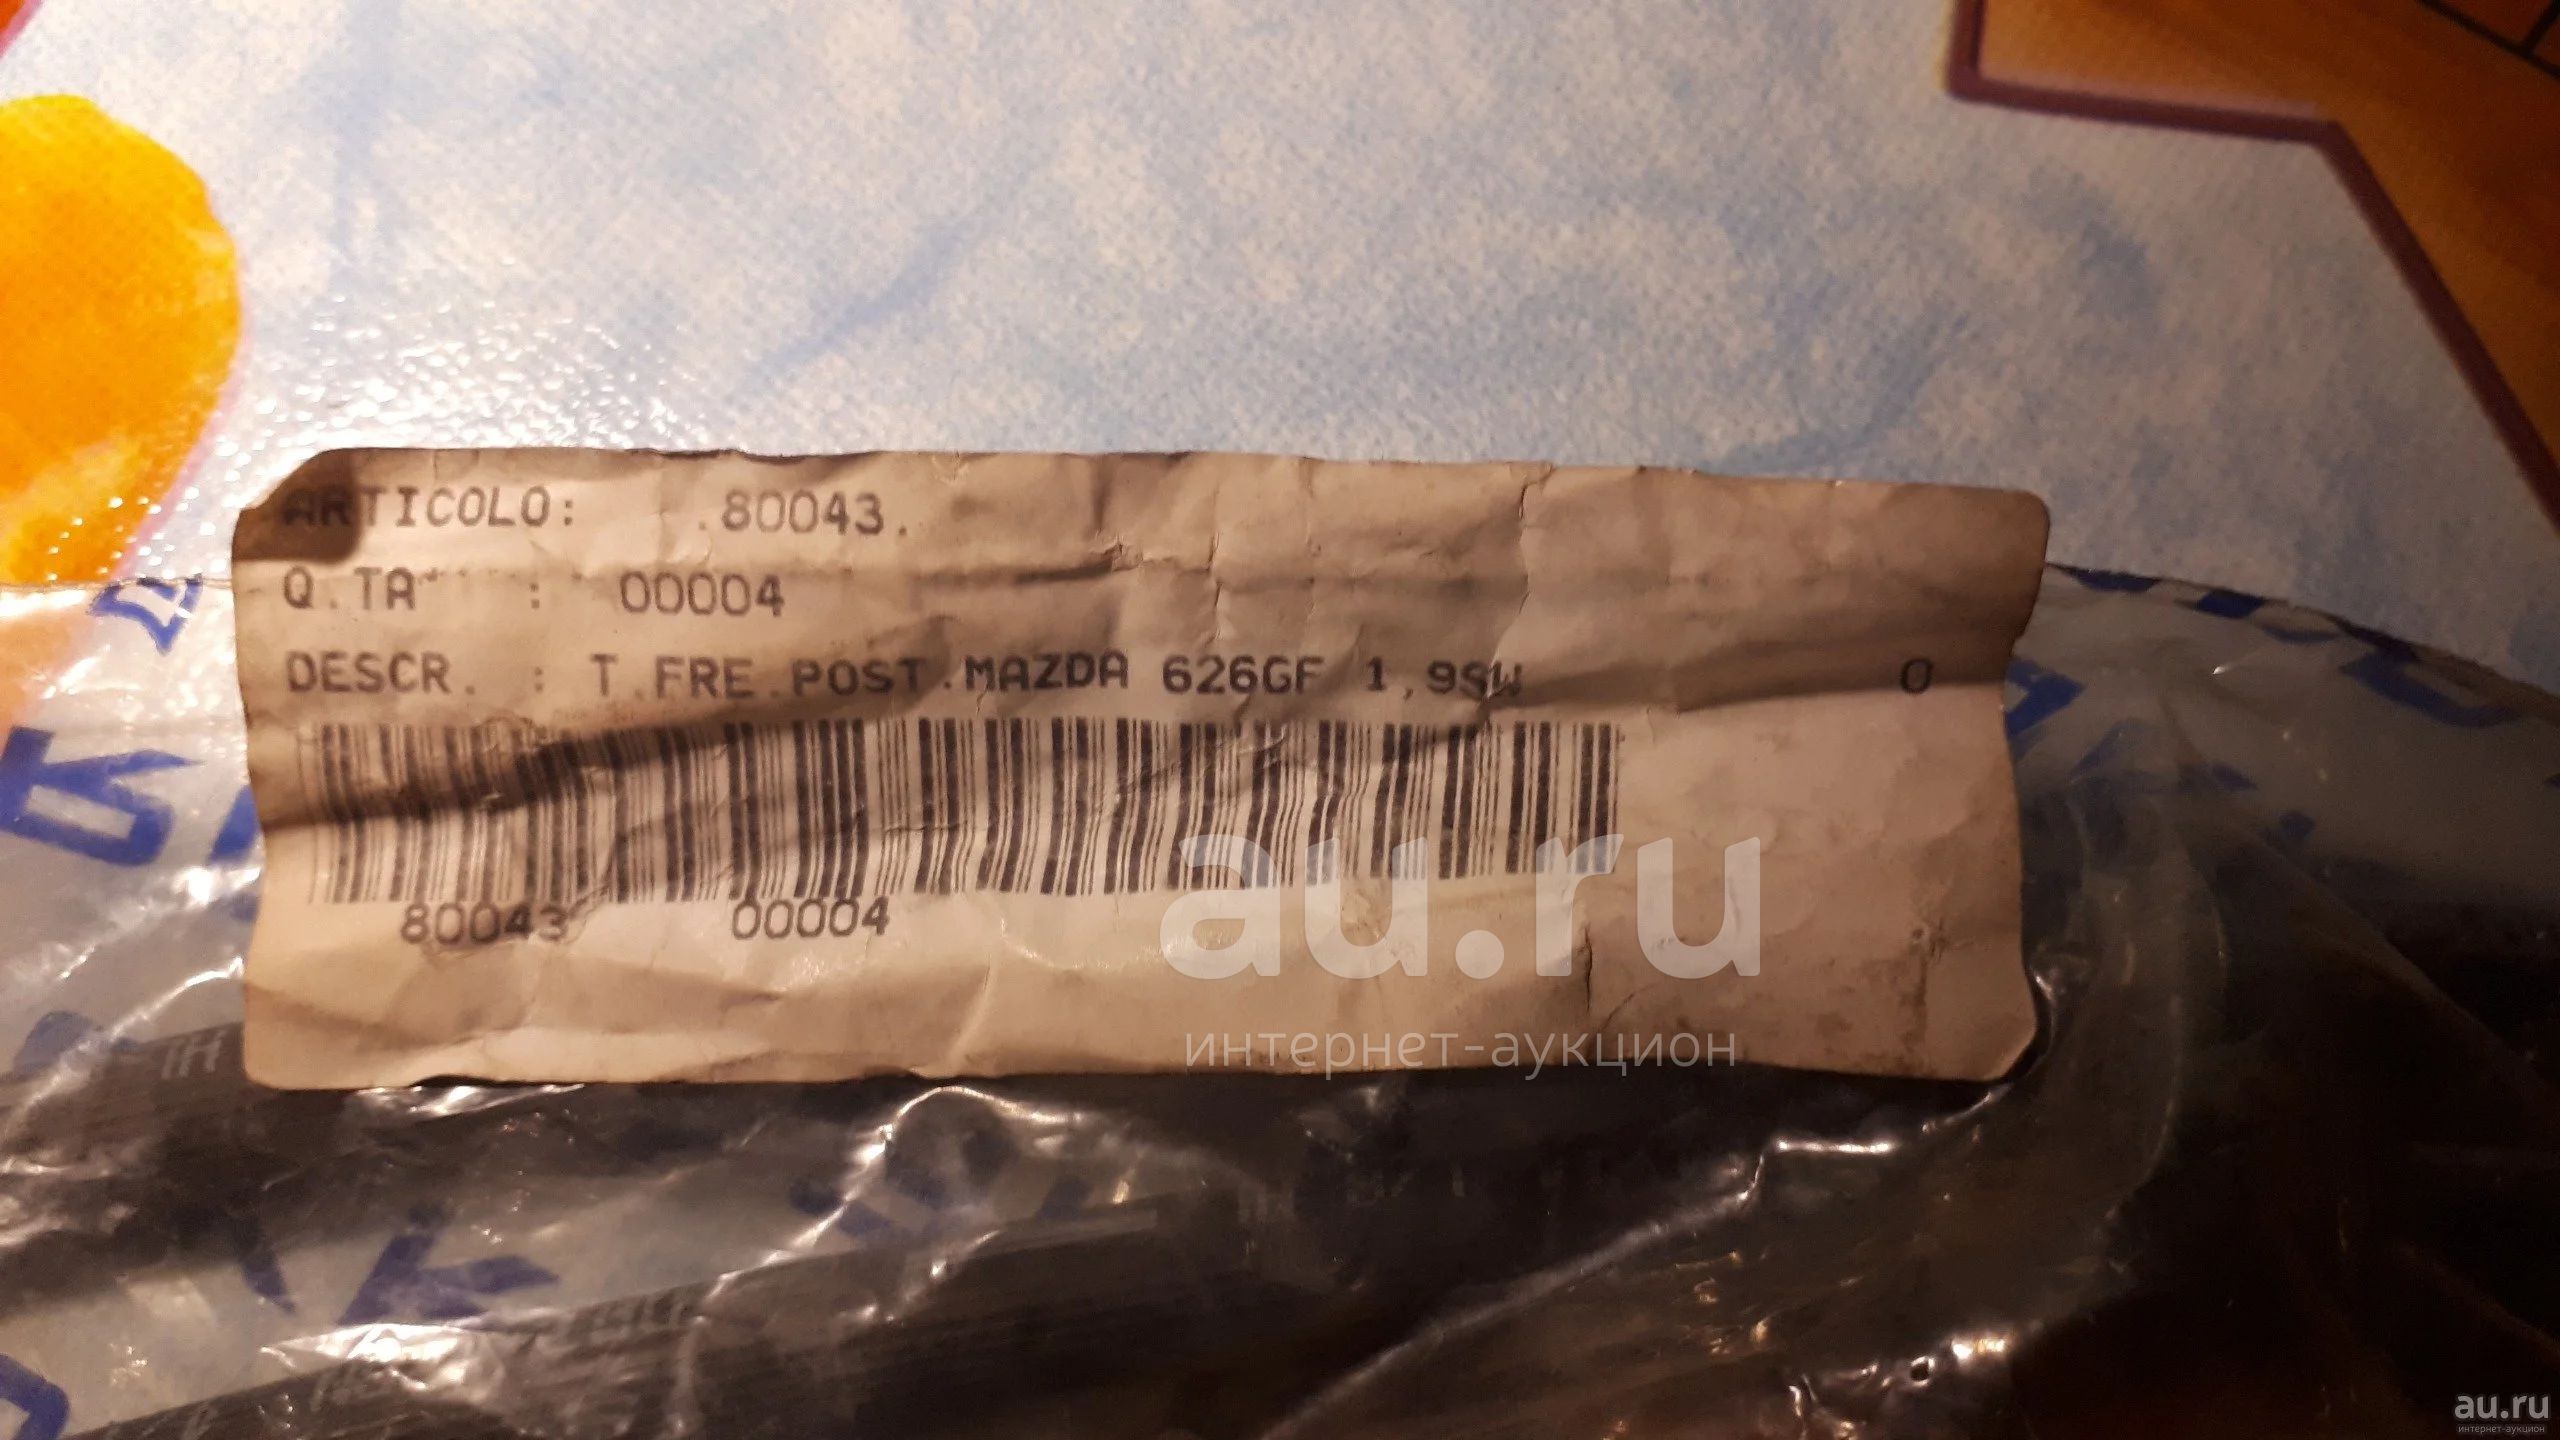 ARTICOLO: .80043.
Q.TA' : 00004
DESCR. : T.FRE.POST.MAZDA 626GF 1,9SW 0
80043 00004
au.ru
интернет-аукцион
au.ru
интернет-аукцион